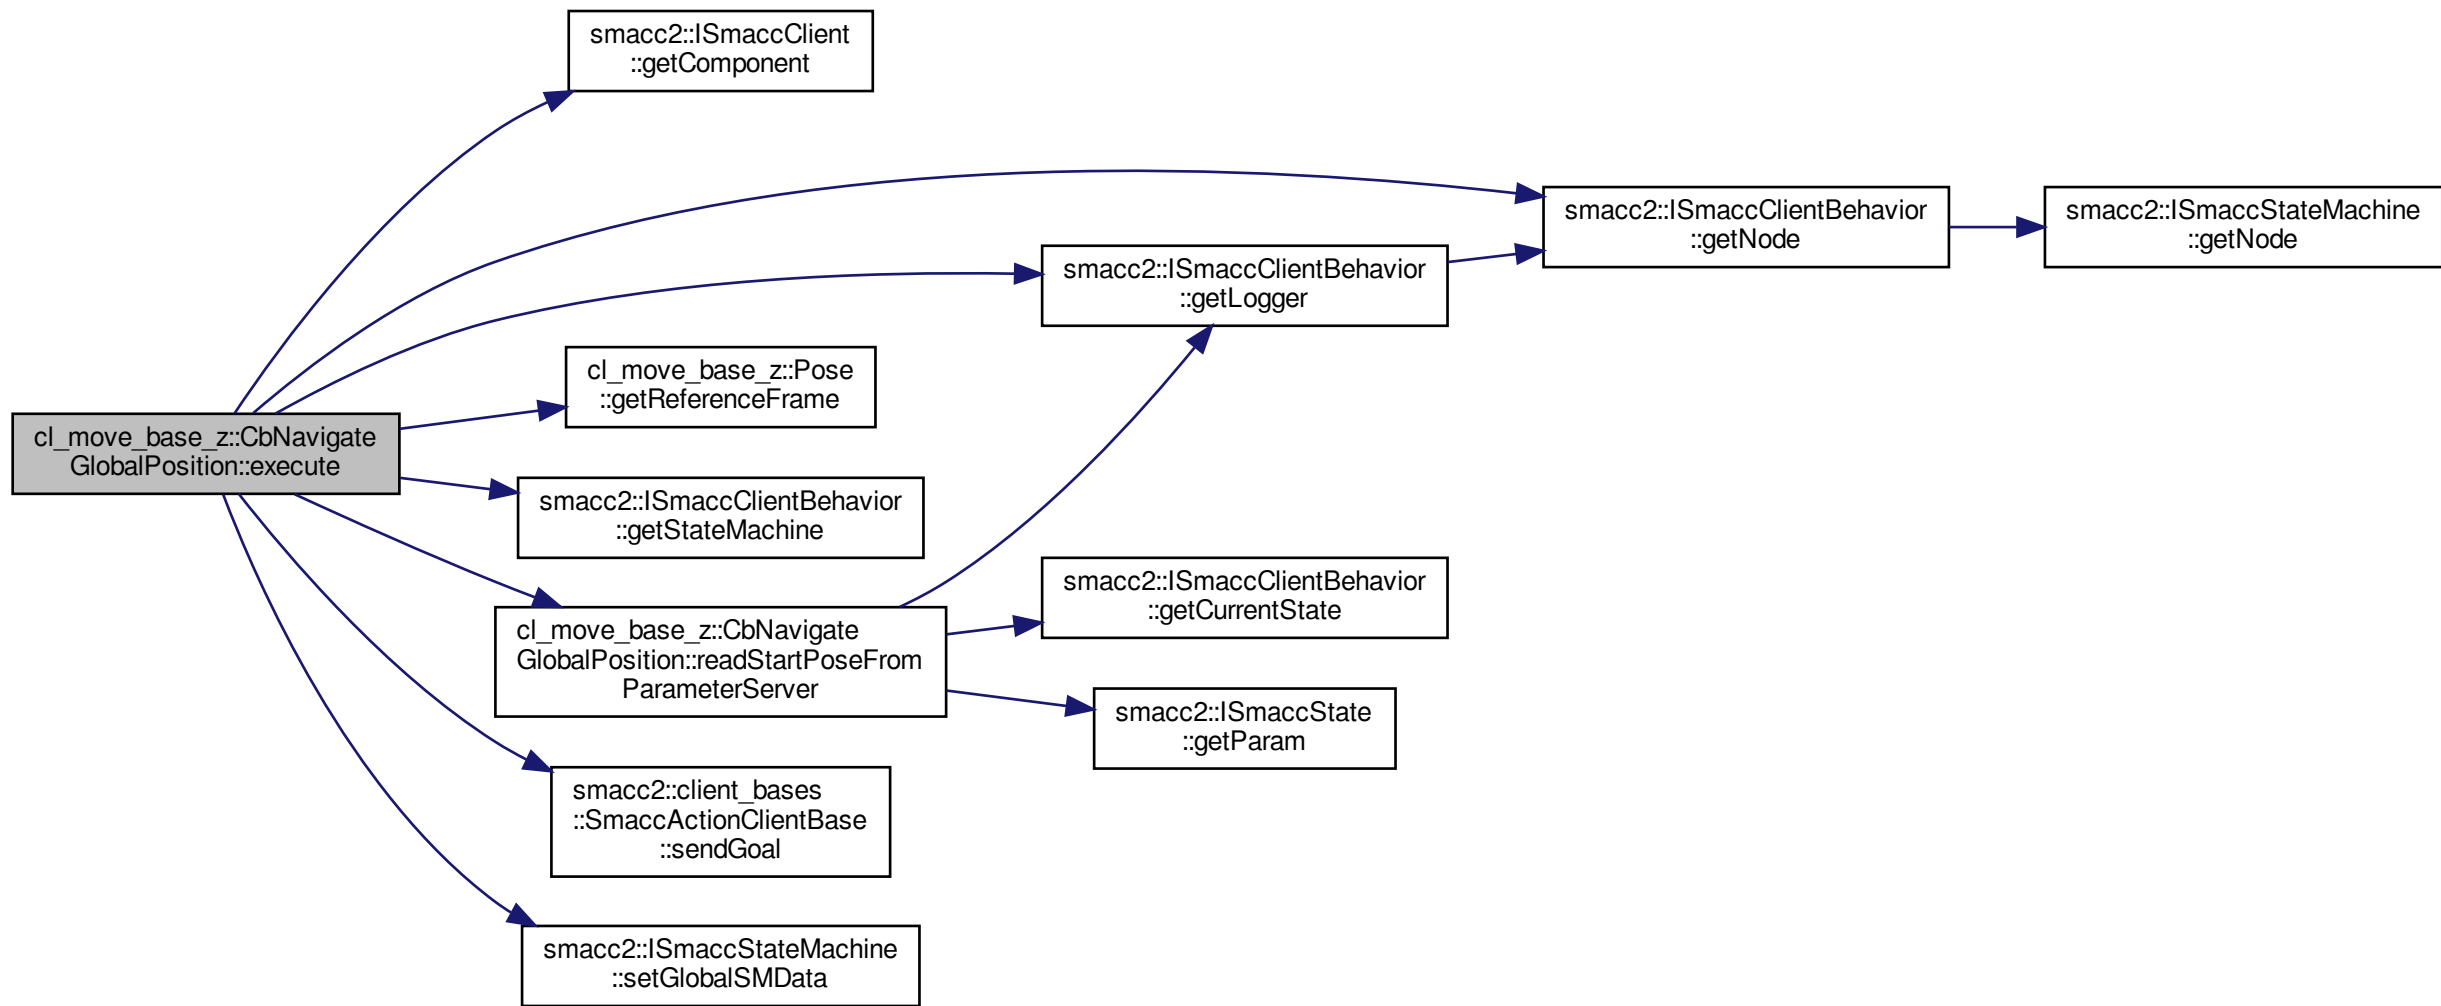 smacc2::ISmaccClient
::getComponent
smacc2::ISmaccClientBehavior
::getNode
smacc2::ISmaccStateMachine
::getNode
smacc2::ISmaccClientBehavior
::getLogger
cl_move_base_z::Pose
::getReferenceFrame
cl_move_base_z::CbNavigate
GlobalPosition::execute
smacc2::ISmaccClientBehavior
::getStateMachine
smacc2::ISmaccClientBehavior
::getCurrentState
cl_move_base_z::CbNavigate
GlobalPosition::readStartPoseFrom
ParameterServer
smacc2::ISmaccState
::getParam
smacc2::client_bases
::SmaccActionClientBase
::sendGoal
smacc2::ISmaccStateMachine
::setGlobalSMData